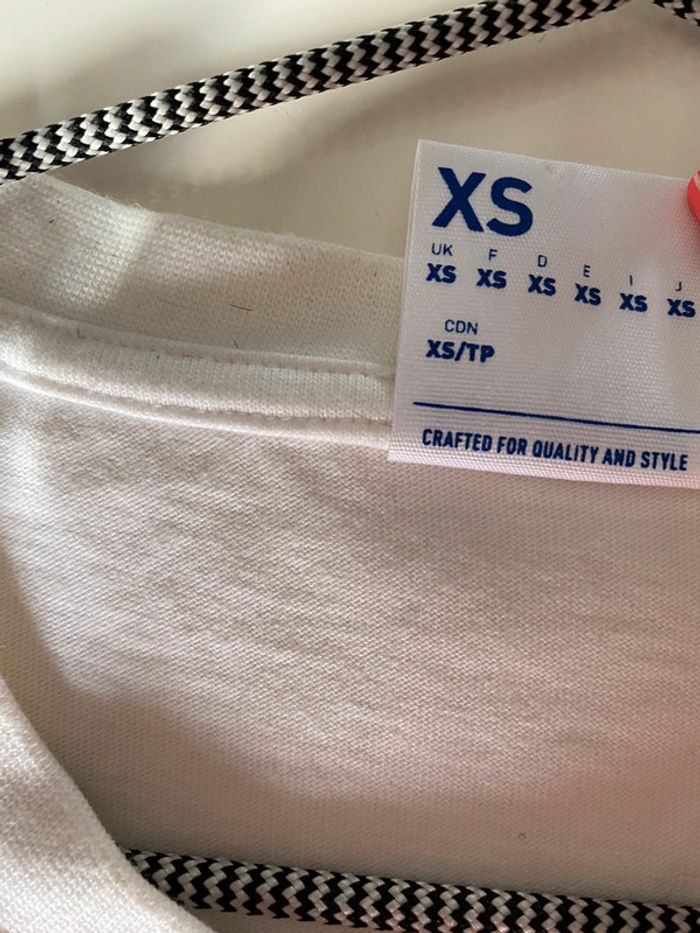 XS
UK F D E I J
XS XS XS XS XS XS
CDN
XS/TP
CRAFTED FOR QUALITY AND STYLE